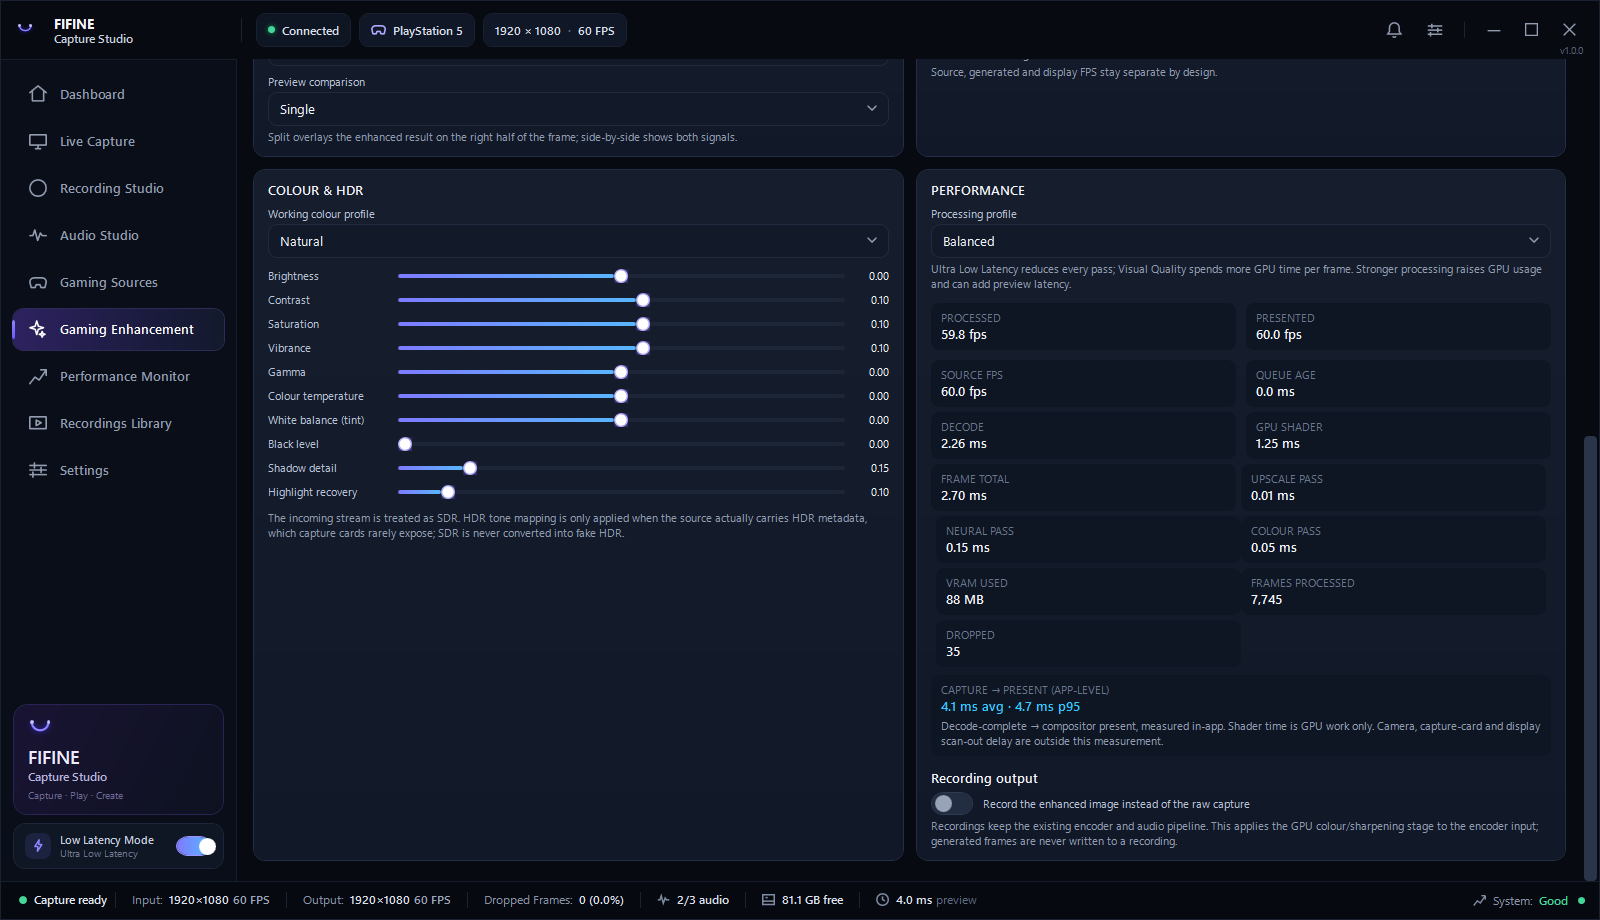 FIFINE
Capture Studio
Connected
PlayStation 5
1920 × 1080 · 60 FPS
v1.0.0
Dashboard
Live Capture
Recording Studio
Audio Studio
Gaming Sources
Gaming Enhancement
Performance Monitor
Recordings Library
Settings
FIFINE
Capture Studio
Capture · Play · Create
Low Latency Mode
Ultra Low Latency
Preview comparison
Single
Split overlays the enhanced result on the right half of the frame; side-by-side shows both signals.
Source, generated and display FPS stay separate by design.
COLOUR & HDR
Working colour profile
Natural
Brightness 0.00
Contrast 0.10
Saturation 0.10
Vibrance 0.10
Gamma 0.00
Colour temperature 0.00
White balance (tint) 0.00
Black level 0.00
Shadow detail 0.15
Highlight recovery 0.10
The incoming stream is treated as SDR. HDR tone mapping is only applied when the source actually carries HDR metadata,
which capture cards rarely expose; SDR is never converted into fake HDR.
PERFORMANCE
Processing profile
Balanced
Ultra Low Latency reduces every pass; Visual Quality spends more GPU time per frame. Stronger processing raises GPU usage
and can add preview latency.
PROCESSED
59.8 fps
PRESENTED
60.0 fps
SOURCE FPS
60.0 fps
QUEUE AGE
0.0 ms
DECODE
2.26 ms
GPU SHADER
1.25 ms
FRAME TOTAL
2.70 ms
UPSCALE PASS
0.01 ms
NEURAL PASS
0.15 ms
COLOUR PASS
0.05 ms
VRAM USED
88 MB
FRAMES PROCESSED
7,745
DROPPED
35
CAPTURE → PRESENT (APP-LEVEL)
4.1 ms avg · 4.7 ms p95
Decode-complete → compositor present, measured in-app. Shader time is GPU work only. Camera, capture-card and display
scan-out delay are outside this measurement.
Recording output
Record the enhanced image instead of the raw capture
Recordings keep the existing encoder and audio pipeline. This applies the GPU colour/sharpening stage to the encoder input;
generated frames are never written to a recording.
Capture ready
Input: 1920×1080 60 FPS
Output: 1920×1080 60 FPS
Dropped Frames: 0 (0.0%)
2/3 audio
81.1 GB free
4.0 ms preview
System: Good